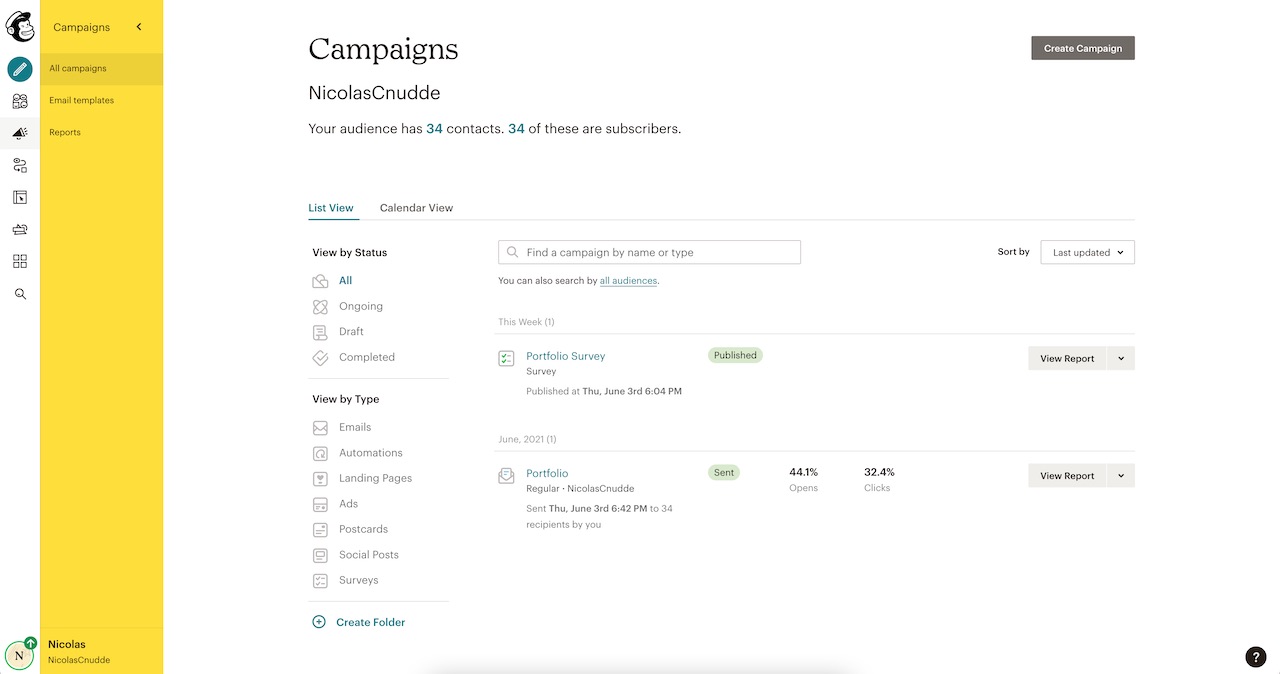 Campaigns
All campaigns
Email templates
Reports
N
Nicolas
NicolasCnudde
Campaigns
Create Campaign
NicolasCnudde
Your audience has 34 contacts. 34 of these are subscribers.
List View
Calendar View
View by Status
All
Ongoing
Draft
Completed
View by Type
Emails
Automations
Landing Pages
Ads
Postcards
Social Posts
Surveys
Create Folder
Find a campaign by name or type
Sort by
Last updated
You can also search by all audiences.
This Week (1)
Portfolio Survey
Published
View Report
Survey
Published at Thu, June 3rd 6:04 PM
June, 2021 (1)
Portfolio
Sent
44.1%
Opens
32.4%
Clicks
View Report
Regular · NicolasCnudde
Sent Thu, June 3rd 6:42 PM to 34
recipients by you
?